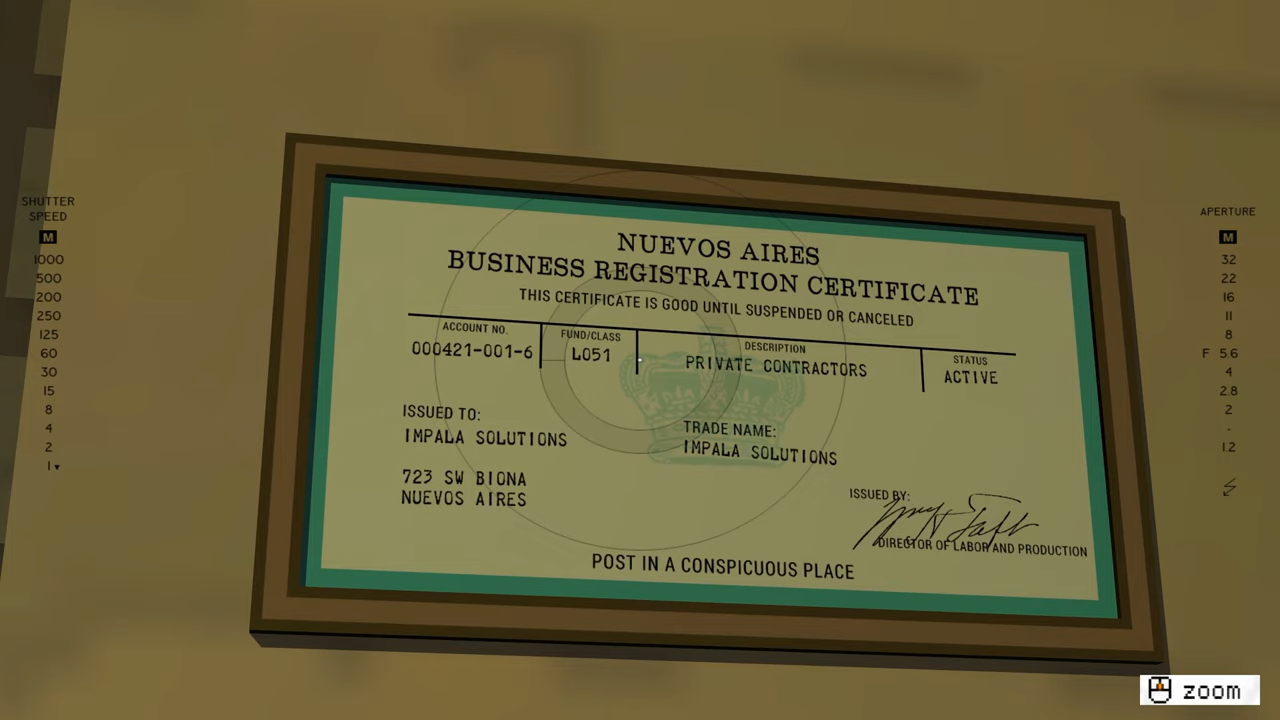 SHUTTER
SPEED
M
1000
500
200
250
125
60
30
15
8
4
2
1
NUEVOS AIRES
BUSINESS REGISTRATION CERTIFICATE
THIS CERTIFICATE IS GOOD UNTIL SUSPENDED OR CANCELED
ACCOUNT NO. FUND/CLASS DESCRIPTION STATUS
000421-001-6 L051 PRIVATE CONTRACTORS ACTIVE
ISSUED TO: TRADE NAME:
IMPALA SOLUTIONS IMPALA SOLUTIONS
723 SW BIONA
NUEVOS AIRES
ISSUED BY:
DIRECTOR OF LABOR AND PRODUCTION
POST IN A CONSPICUOUS PLACE
APERTURE
M
32
22
16
11
8
F 5.6
4
2.8
2
-
1.2
zoom